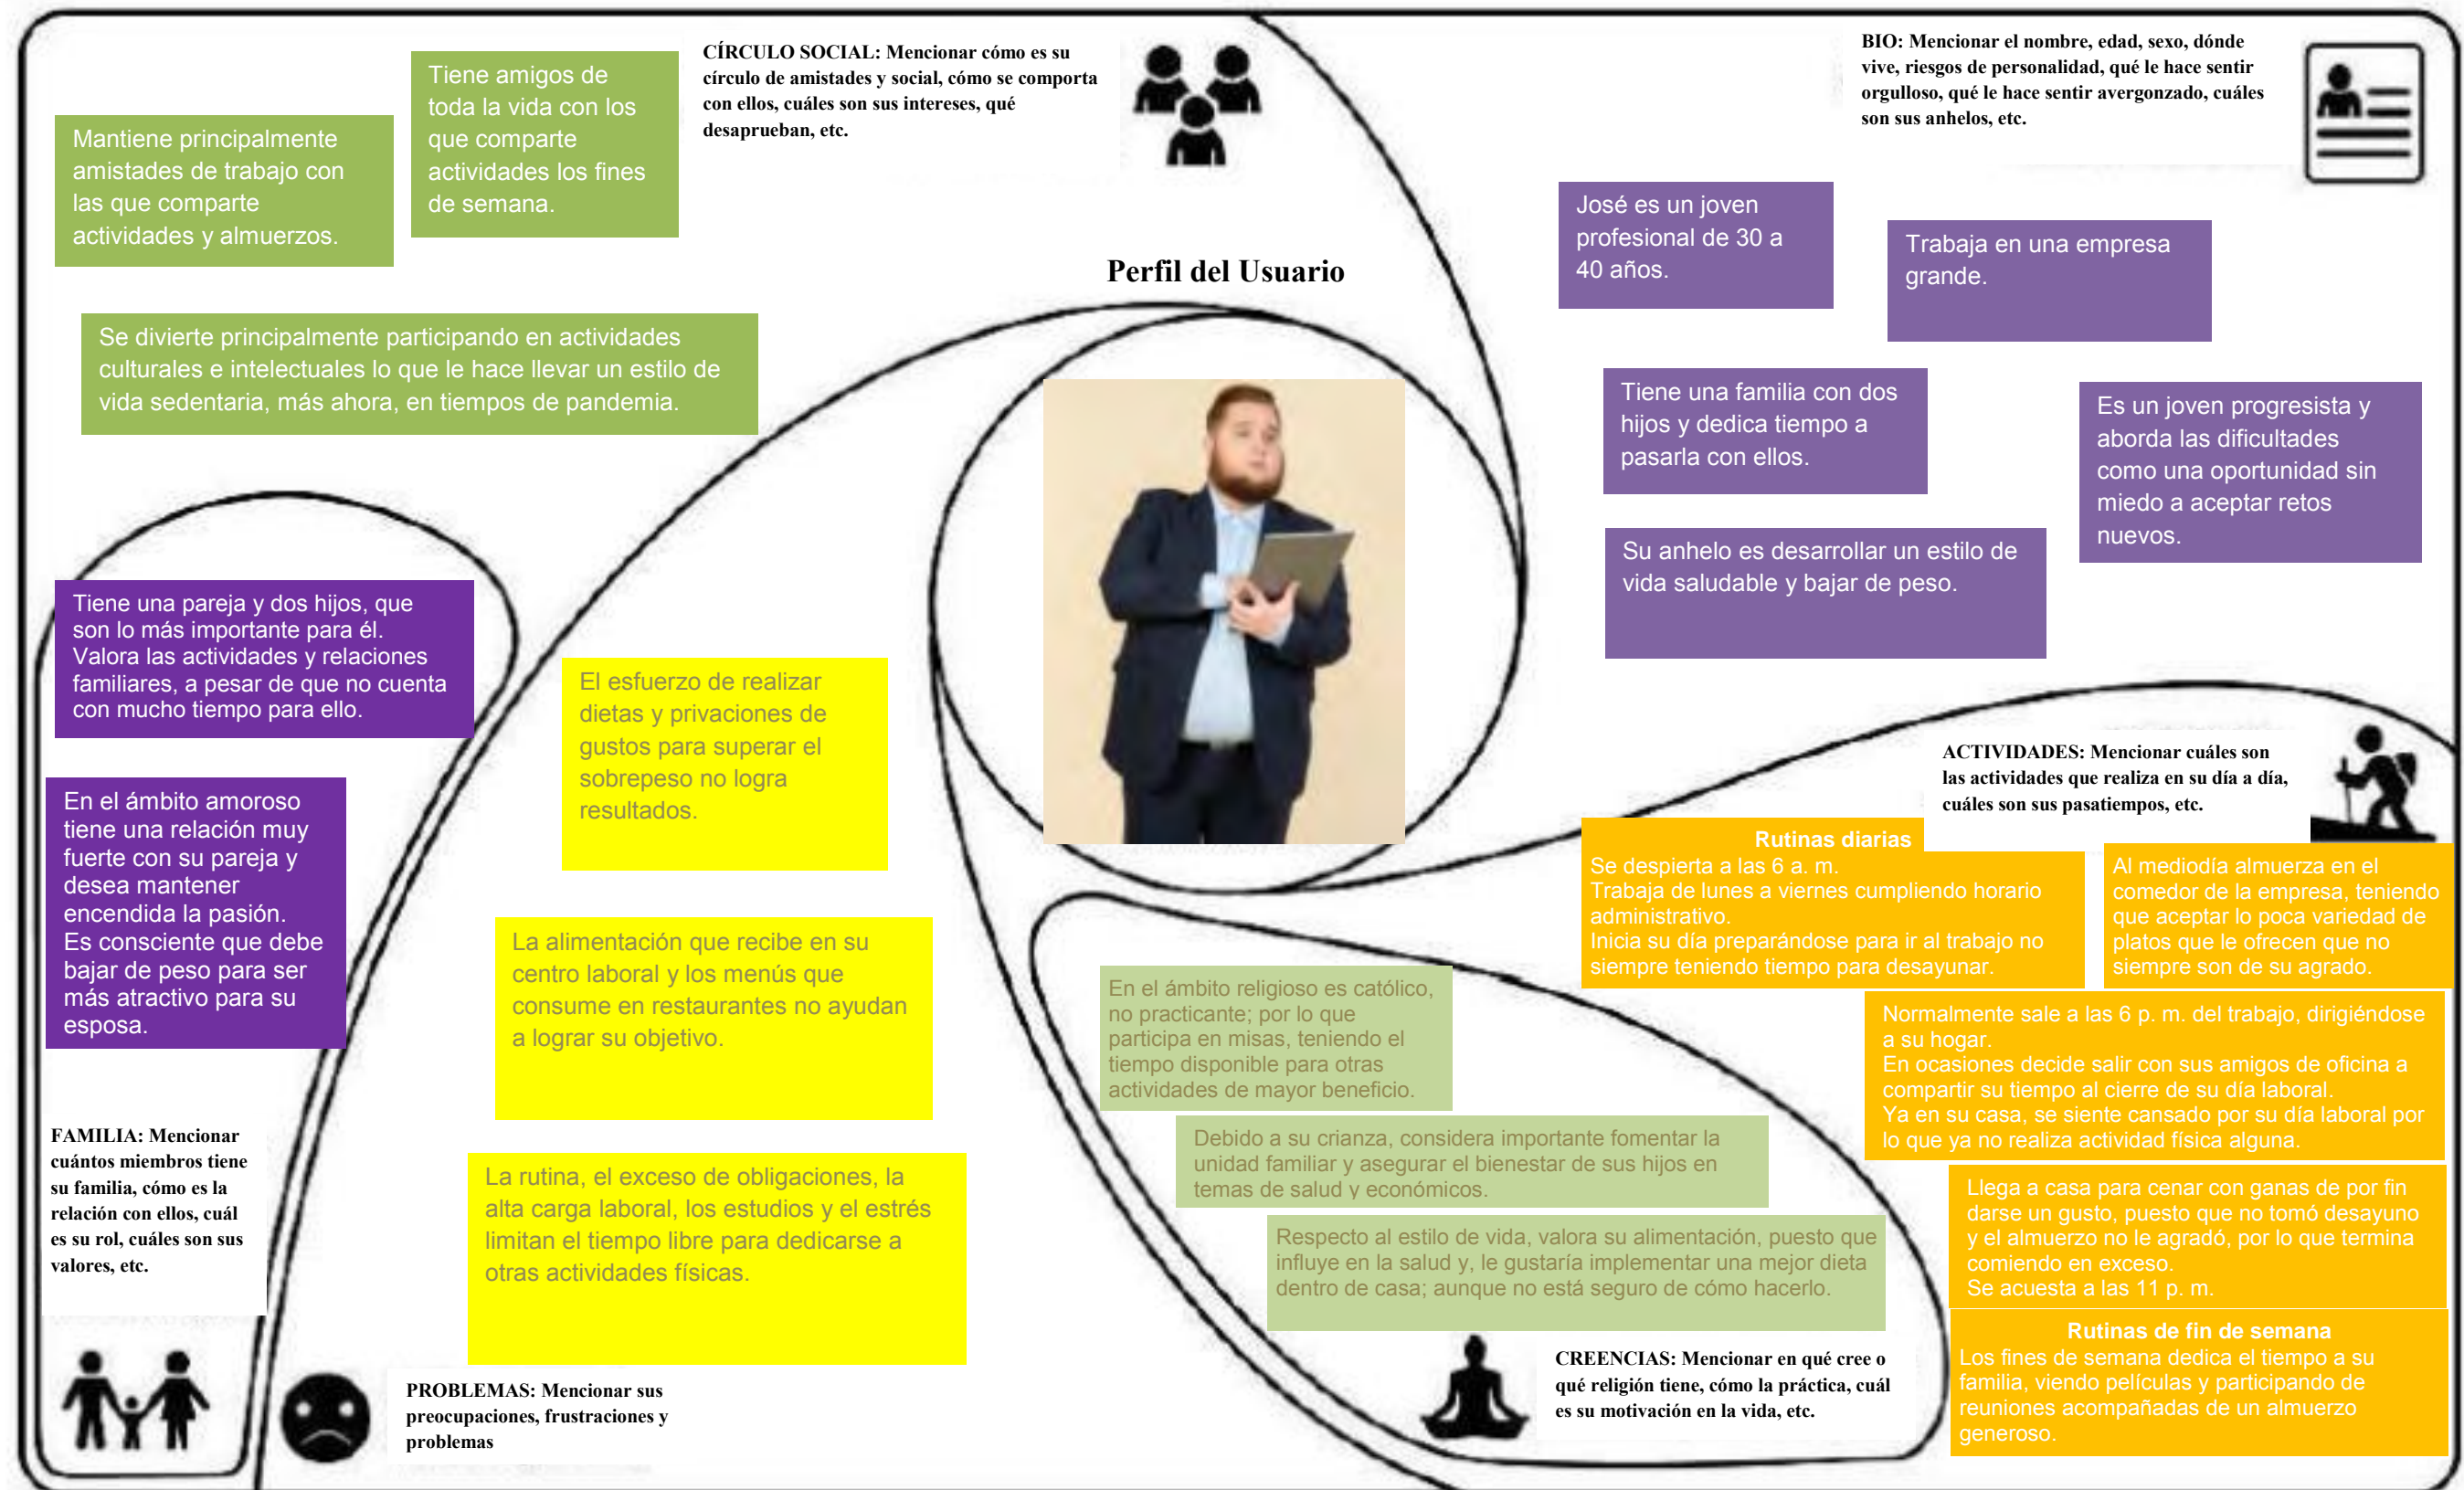 CÍRCULO SOCIAL: Mencionar cómo es su
círculo de amistades y social, cómo se comporta
con ellos, cuáles son sus intereses, qué
desaprueban, etc.
Mantiene principalmente
amistades de trabajo con
las que comparte
actividades y almuerzos.
Tiene amigos de
toda la vida con los
que comparte
actividades los fines
de semana.
Se divierte principalmente participando en actividades
culturales e intelectuales lo que le hace llevar un estilo de
vida sedentaria, más ahora, en tiempos de pandemia.
Perfil del Usuario
BIO: Mencionar el nombre, edad, sexo, dónde
vive, riesgos de personalidad, qué le hace sentir
orgulloso, qué le hace sentir avergonzado, cuáles
son sus anhelos, etc.
José es un joven
profesional de 30 a
40 años.
Trabaja en una empresa
grande.
Tiene una familia con dos
hijos y dedica tiempo a
pasarla con ellos.
Es un joven progresista y
aborda las dificultades
como una oportunidad sin
miedo a aceptar retos
nuevos.
Su anhelo es desarrollar un estilo de
vida saludable y bajar de peso.
Tiene una pareja y dos hijos, que
son lo más importante para él.
Valora las actividades y relaciones
familiares, a pesar de que no cuenta
con mucho tiempo para ello.
En el ámbito amoroso
tiene una relación muy
fuerte con su pareja y
desea mantener
encendida la pasión.
Es consciente que debe
bajar de peso para ser
más atractivo para su
esposa.
FAMILIA: Mencionar
cuántos miembros tiene
su familia, cómo es la
relación con ellos, cuál
es su rol, cuáles son sus
valores, etc.
El esfuerzo de realizar
dietas y privaciones de
gustos para superar el
sobrepeso no logra
resultados.
La alimentación que recibe en su
centro laboral y los menús que
consume en restaurantes no ayudan
a lograr su objetivo.
La rutina, el exceso de obligaciones, la
alta carga laboral, los estudios y el estrés
limitan el tiempo libre para dedicarse a
otras actividades físicas.
PROBLEMAS: Mencionar sus
preocupaciones, frustraciones y
problemas
En el ámbito religioso es católico,
no practicante; por lo que
participa en misas, teniendo el
tiempo disponible para otras
actividades de mayor beneficio.
Debido a su crianza, considera importante fomentar la
unidad familiar y asegurar el bienestar de sus hijos en
temas de salud y económicos.
Respecto al estilo de vida, valora su alimentación, puesto que
influye en la salud y, le gustaría implementar una mejor dieta
dentro de casa; aunque no está seguro de cómo hacerlo.
CREENCIAS: Mencionar en qué cree o
qué religión tiene, cómo la práctica, cuál
es su motivación en la vida, etc.
ACTIVIDADES: Mencionar cuáles son
las actividades que realiza en su día a día,
cuáles son sus pasatiempos, etc.
Rutinas diarias
Se despierta a las 6 a. m.
Trabaja de lunes a viernes cumpliendo horario
administrativo.
Inicia su día preparándose para ir al trabajo no
siempre teniendo tiempo para desayunar.
Al mediodía almuerza en el
comedor de la empresa, teniendo
que aceptar lo poca variedad de
platos que le ofrecen que no
siempre son de su agrado.
Normalmente sale a las 6 p. m. del trabajo, dirigiéndose
a su hogar.
En ocasiones decide salir con sus amigos de oficina a
compartir su tiempo al cierre de su día laboral.
Ya en su casa, se siente cansado por su día laboral por
lo que ya no realiza actividad física alguna.
Llega a casa para cenar con ganas de por fin
darse un gusto, puesto que no tomó desayuno
y el almuerzo no le agradó, por lo que termina
comiendo en exceso.
Se acuesta a las 11 p. m.
Rutinas de fin de semana
Los fines de semana dedica el tiempo a su
familia, viendo películas y participando de
reuniones acompañadas de un almuerzo
generoso.